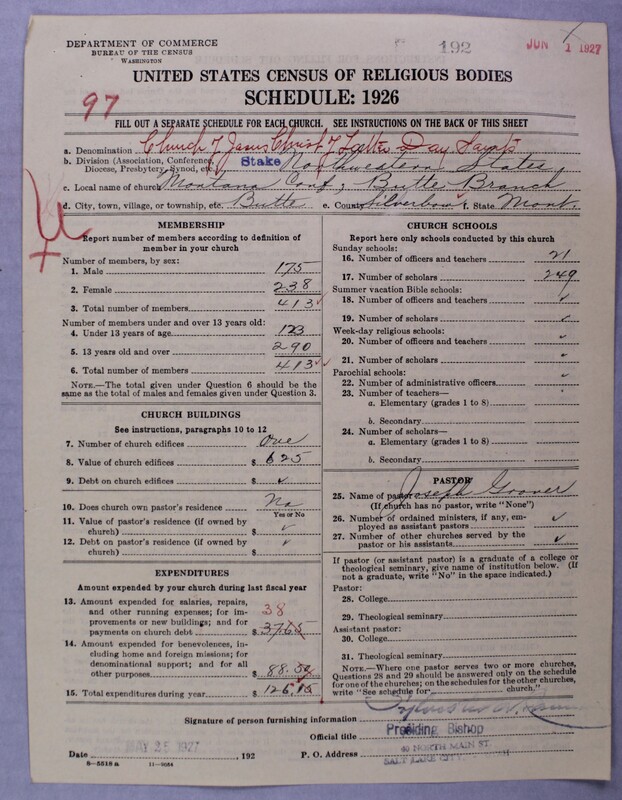 DEPARTMENT OF COMMERCE
BUREAU OF THE CENSUS
WASHINGTON
192
JUN 1 1927
UNITED STATES CENSUS OF RELIGIOUS BODIES
SCHEDULE: 1926
97
FILL OUT A SEPARATE SCHEDULE FOR EACH CHURCH. SEE INSTRUCTIONS ON THE BACK OF THIS SHEET
a. Denomination Church of Jesus Christ of Latter Day Saints
b. Division (Association, Conference, Diocese, Presbytery, Synod, etc.) Stake Northwestern States
c. Local name of church Montana Conf; Butte Branch
d. City, town, village, or township, etc. Butte e. County Silverbow f. State Mont.
MEMBERSHIP
Report number of members according to definition of
member in your church
Number of members, by sex:
1. Male 175
2. Female 238
3. Total number of members 413
Number of members under and over 13 years old:
4. Under 13 years of age 123
5. 13 years old and over 290
6. Total number of members 413
NOTE.—The total given under Question 6 should be the
same as the total of males and females given under Question 3.
CHURCH BUILDINGS
See instructions, paragraphs 10 to 12
7. Number of church edifices one
8. Value of church edifices $ 625
9. Debt on church edifices $ ✓
10. Does church own pastor's residence No
Yes or No
11. Value of pastor's residence (if owned by
church) $ ✓
12. Debt on pastor's residence (if owned by
church) $ ✓
EXPENDITURES
Amount expended by your church during last fiscal year
13. Amount expended for salaries, repairs,
and other running expenses; for im-
provements or new buildings; and for
payments on church debt $ 37.65
38
14. Amount expended for benevolences, in-
cluding home and foreign missions; for
denominational support; and for all
other purposes $ 88.50
15. Total expenditures during year $ 126.15
CHURCH SCHOOLS
Report here only schools conducted by this church
Sunday schools:
16. Number of officers and teachers 21
17. Number of scholars 249
Summer vacation Bible schools:
18. Number of officers and teachers ✓
19. Number of scholars ✓
Week-day religious schools:
20. Number of officers and teachers ✓
21. Number of scholars ✓
Parochial schools:
22. Number of administrative officers ✓
23. Number of teachers—
a. Elementary (grades 1 to 8)
b. Secondary
24. Number of scholars—
a. Elementary (grades 1 to 8)
b. Secondary
PASTOR
25. Name of pastor Joseph Goover
(If church has no pastor, write "None")
26. Number of ordained ministers, if any, em-
ployed as assistant pastors ✓
27. Number of other churches served by the
pastor or his assistants ✓
If pastor (or assistant pastor) is a graduate of a college or
theological seminary, give name of institution below. (If
not a graduate, write "No" in the space indicated.)
Pastor:
28. College
29. Theological seminary
Assistant pastor:
30. College
31. Theological seminary
NOTE.—Where one pastor serves two or more churches,
Questions 28 and 29 should be answered only on the schedule
for one of the churches; on the schedules for the other churches,
write "See schedule for church."
Signature of person furnishing information
Official title Presiding Bishop
Date MAY 25 1927, 192 P. O. Address 40 NORTH MAIN ST.
SALT LAKE CITY
8—5518 a 11—9084